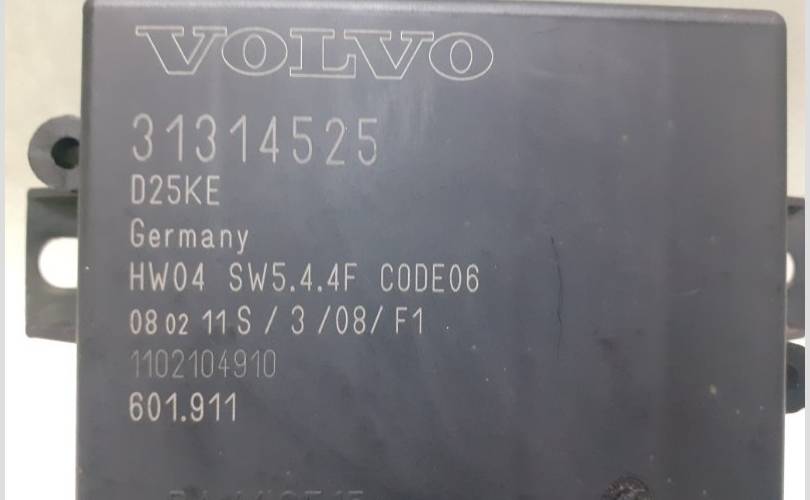 VOLVO
31314525
D25KE
Germany
HW04 SW5.4.4F CODE06
08 02 11 S / 3 /08/ F1
1102104910
601.911